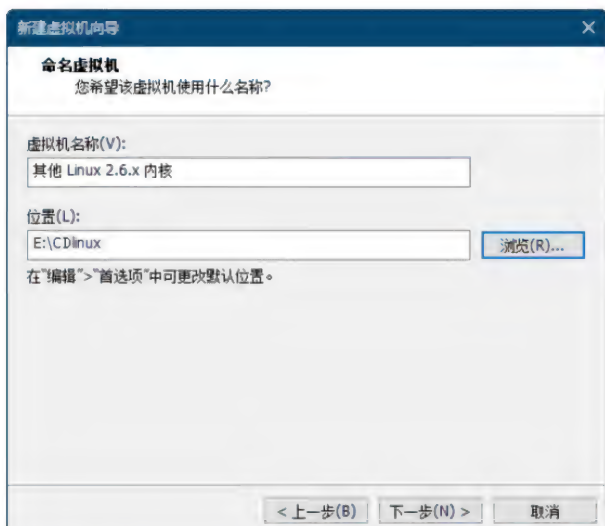 新建虚拟机向导
命名虚拟机
您希望该虚拟机使用什么名称?
虚拟机名称(V):
其他 Linux 2.6.x 内核
位置(L):
E:\CDlinux
浏览(R)...
在"编辑">"首选项"中可更改默认位置。
< 上一步(B) 下一步(N) > 取消